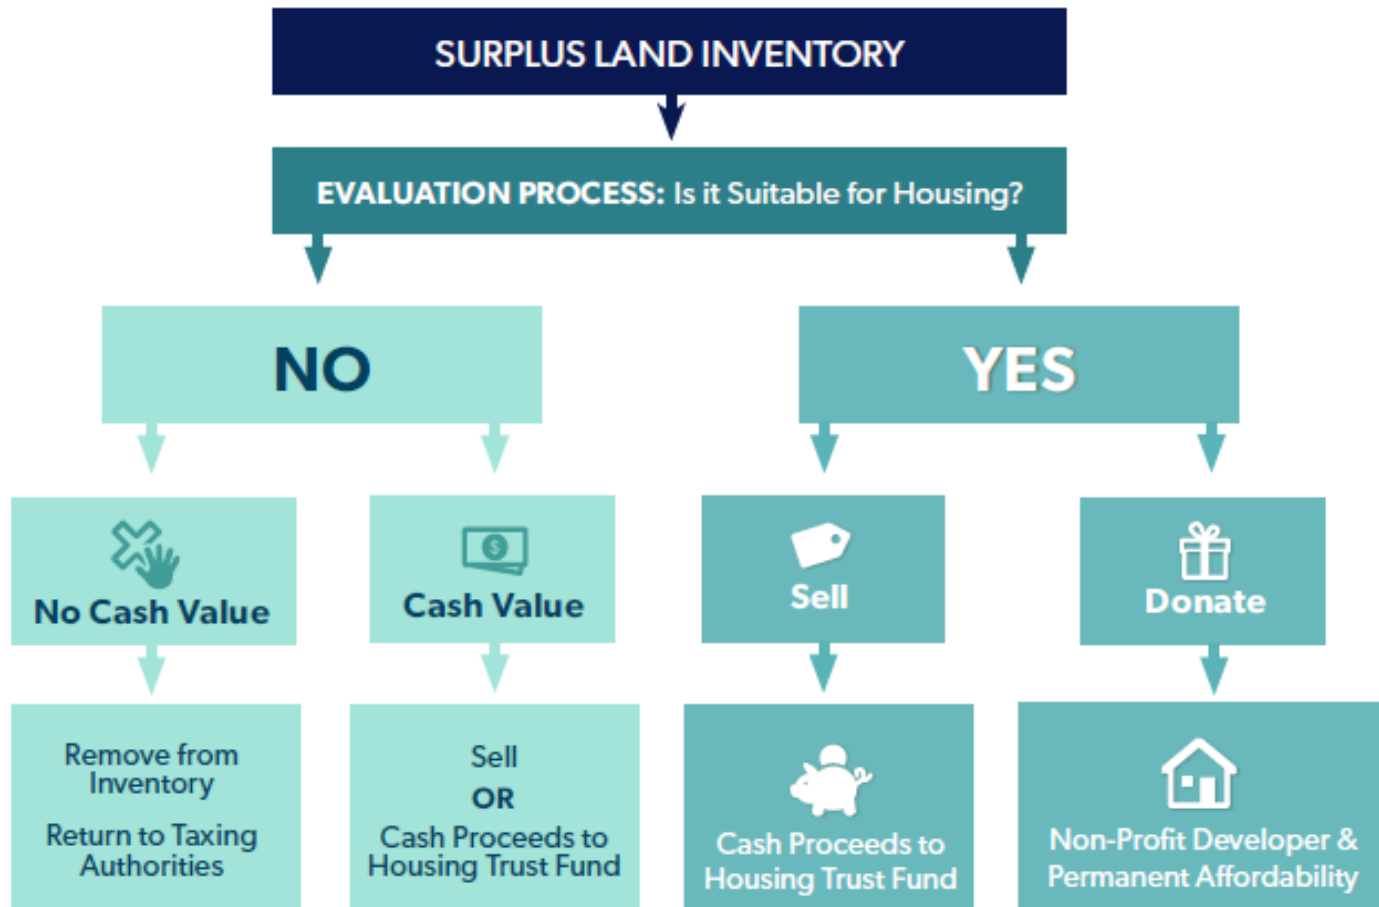 SURPLUS LAND INVENTORY
EVALUATION PROCESS: Is it Suitable for Housing?
NO
YES
No Cash Value
Cash Value
Sell
Donate
Remove from
Inventory
Return to Taxing
Authorities
Sell
OR
Cash Proceeds to
Housing Trust Fund
Cash Proceeds to
Housing Trust Fund
Non-Profit Developer &
Permanent Affordability